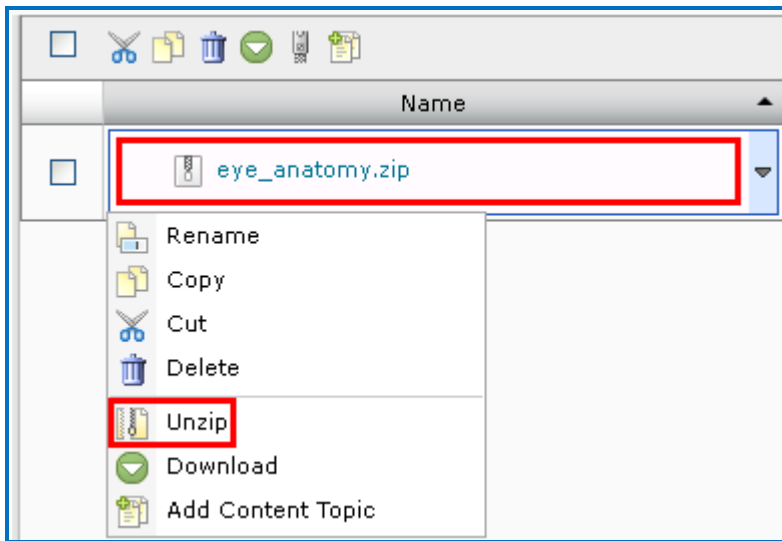 Name
eye_anatomy.zip
Rename
Copy
Cut
Delete
Unzip
Download
Add Content Topic